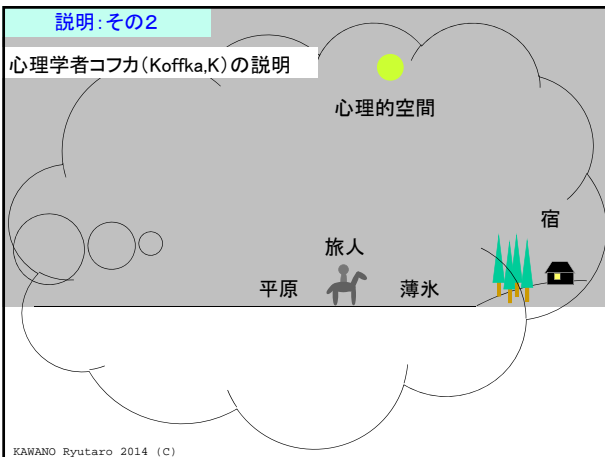 説明：その２
心理学者コフカ（Koffka,K）の説明
心理的空間
宿
旅人
平原
薄氷
KAWANO Ryutaro 2014 (C)